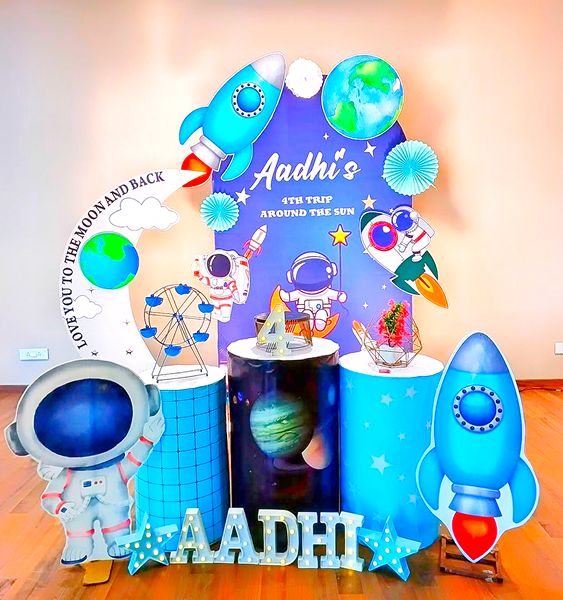 LOVE YOU TO THE MOON AND BACK
Aadhi's
4TH TRIP
AROUND THE SUN
4
AADHI